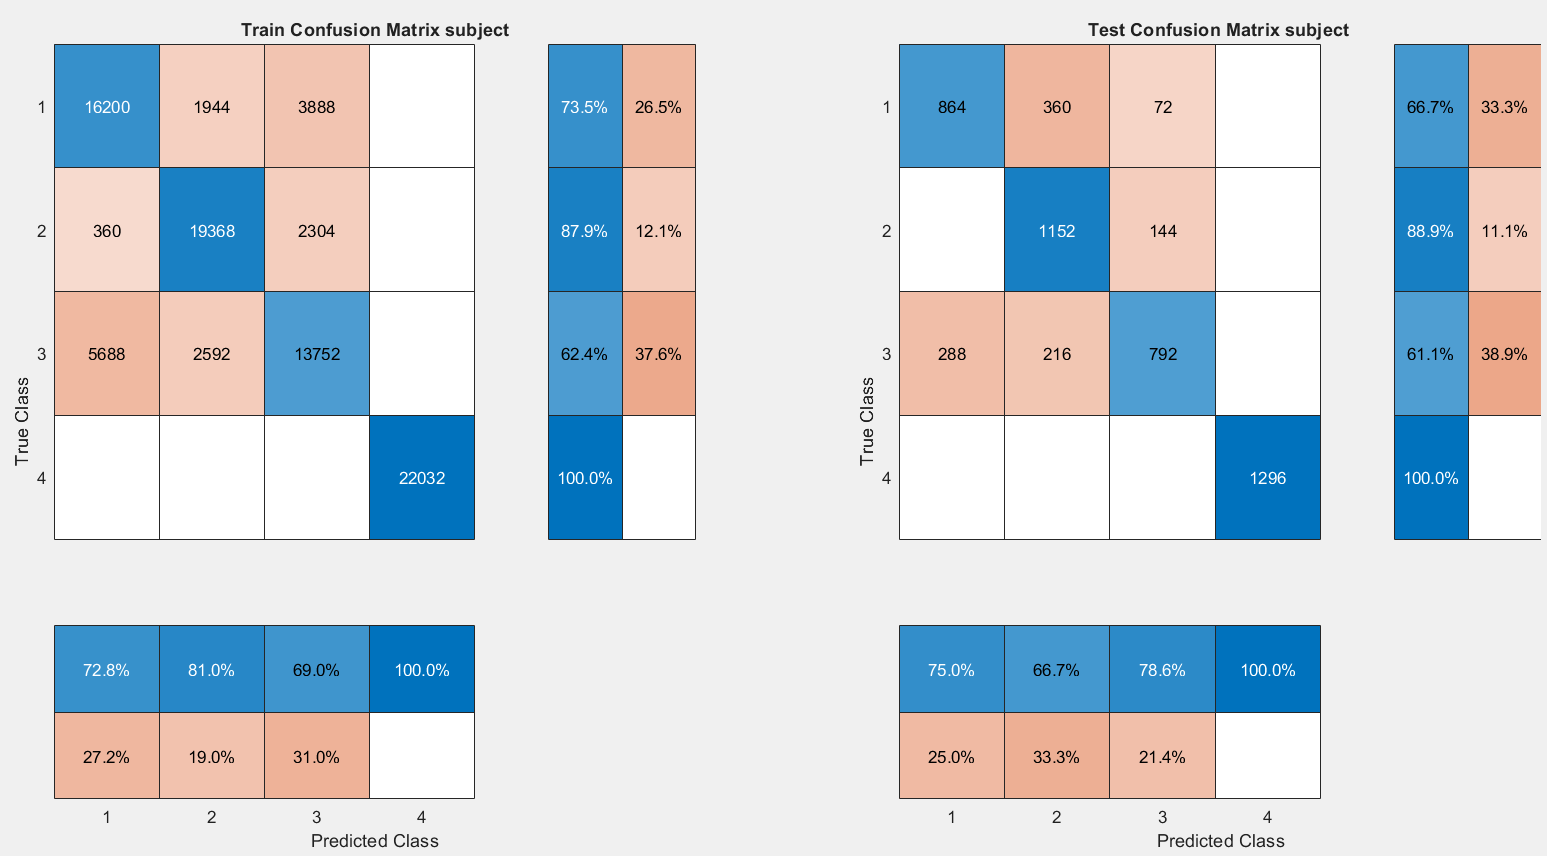 Train Confusion Matrix subject
1 16200 1944 3888 73.5% 26.5%
2 360 19368 2304 87.9% 12.1%
3 5688 2592 13752 62.4% 37.6%
4 22032 100.0%
True Class
72.8% 81.0% 69.0% 100.0%
27.2% 19.0% 31.0%
1 2 3 4
Predicted Class
Test Confusion Matrix subject
1 864 360 72 66.7% 33.3%
2 1152 144 88.9% 11.1%
3 288 216 792 61.1% 38.9%
4 1296 100.0%
True Class
75.0% 66.7% 78.6% 100.0%
25.0% 33.3% 21.4%
1 2 3 4
Predicted Class